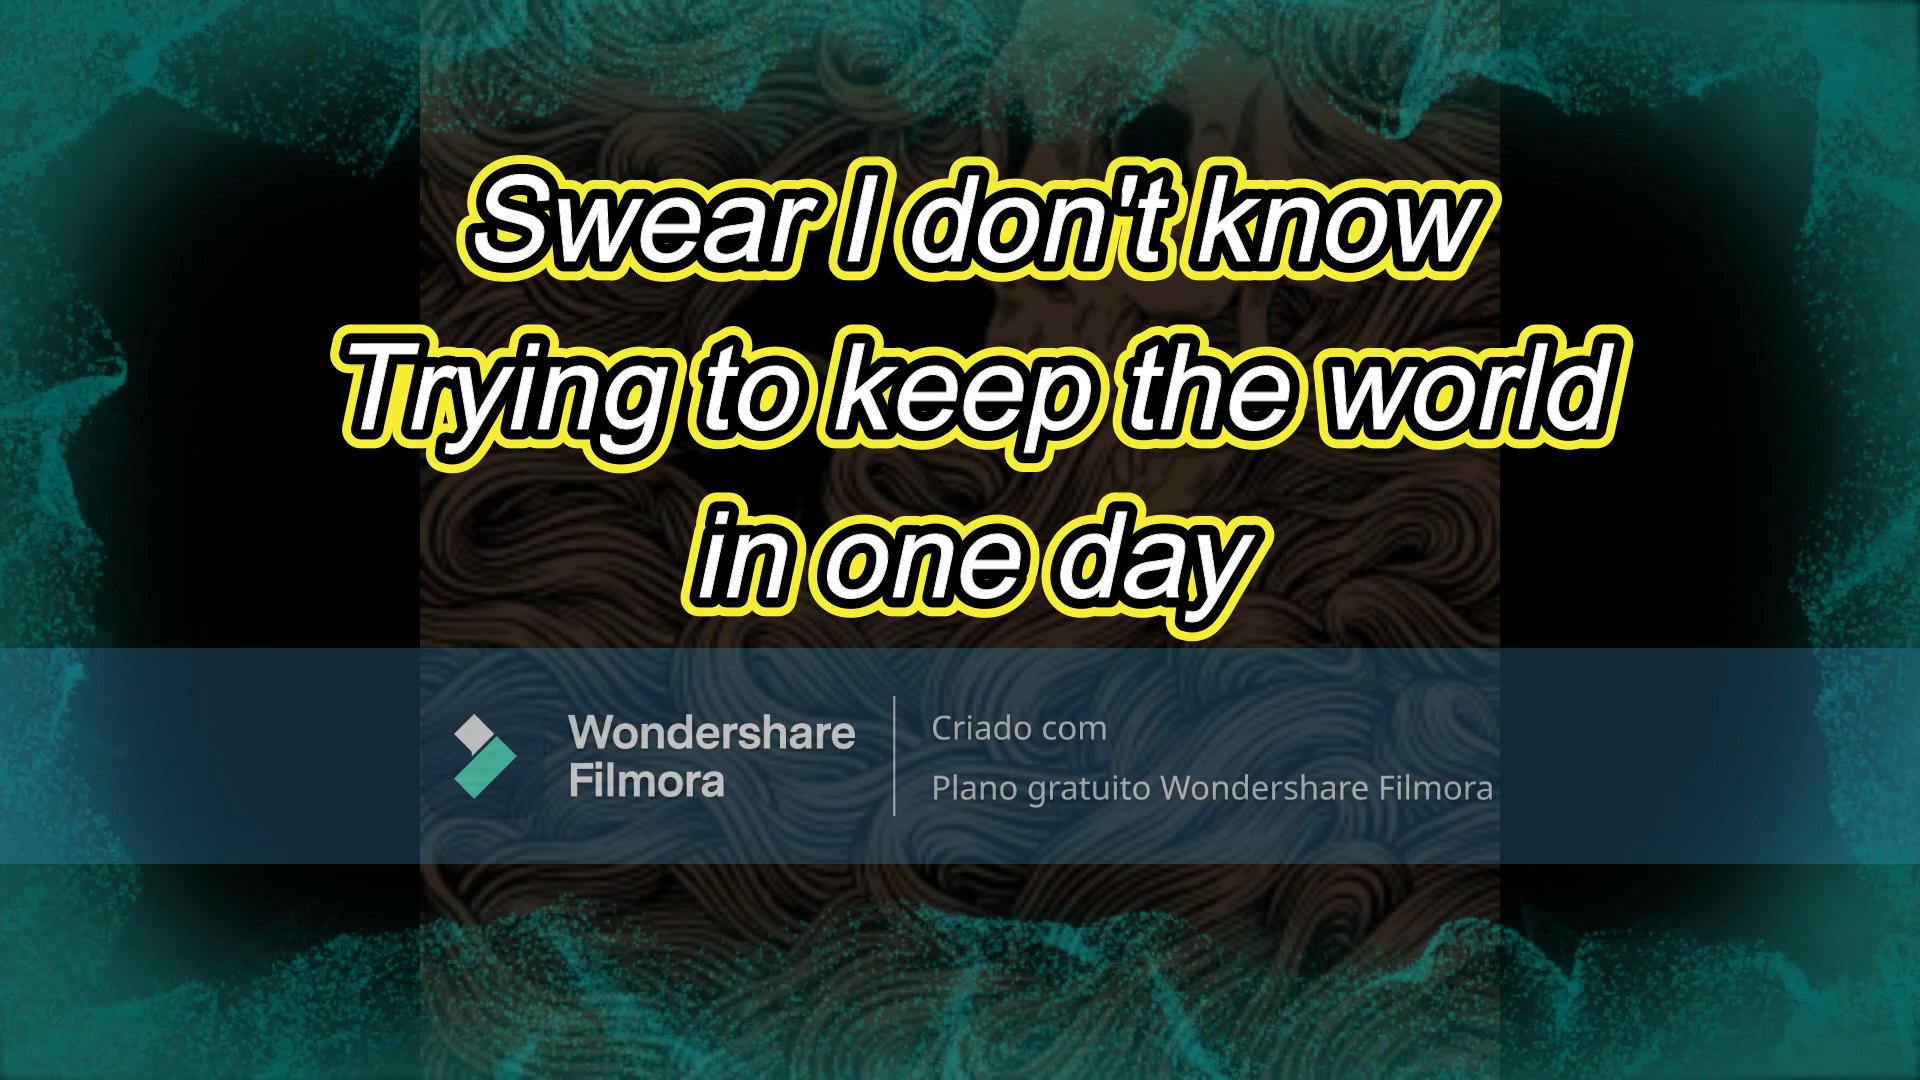 Swear I don't know
Trying to keep the world
in one day
Wondershare
Filmora
Criado com
Plano gratuito Wondershare Filmora